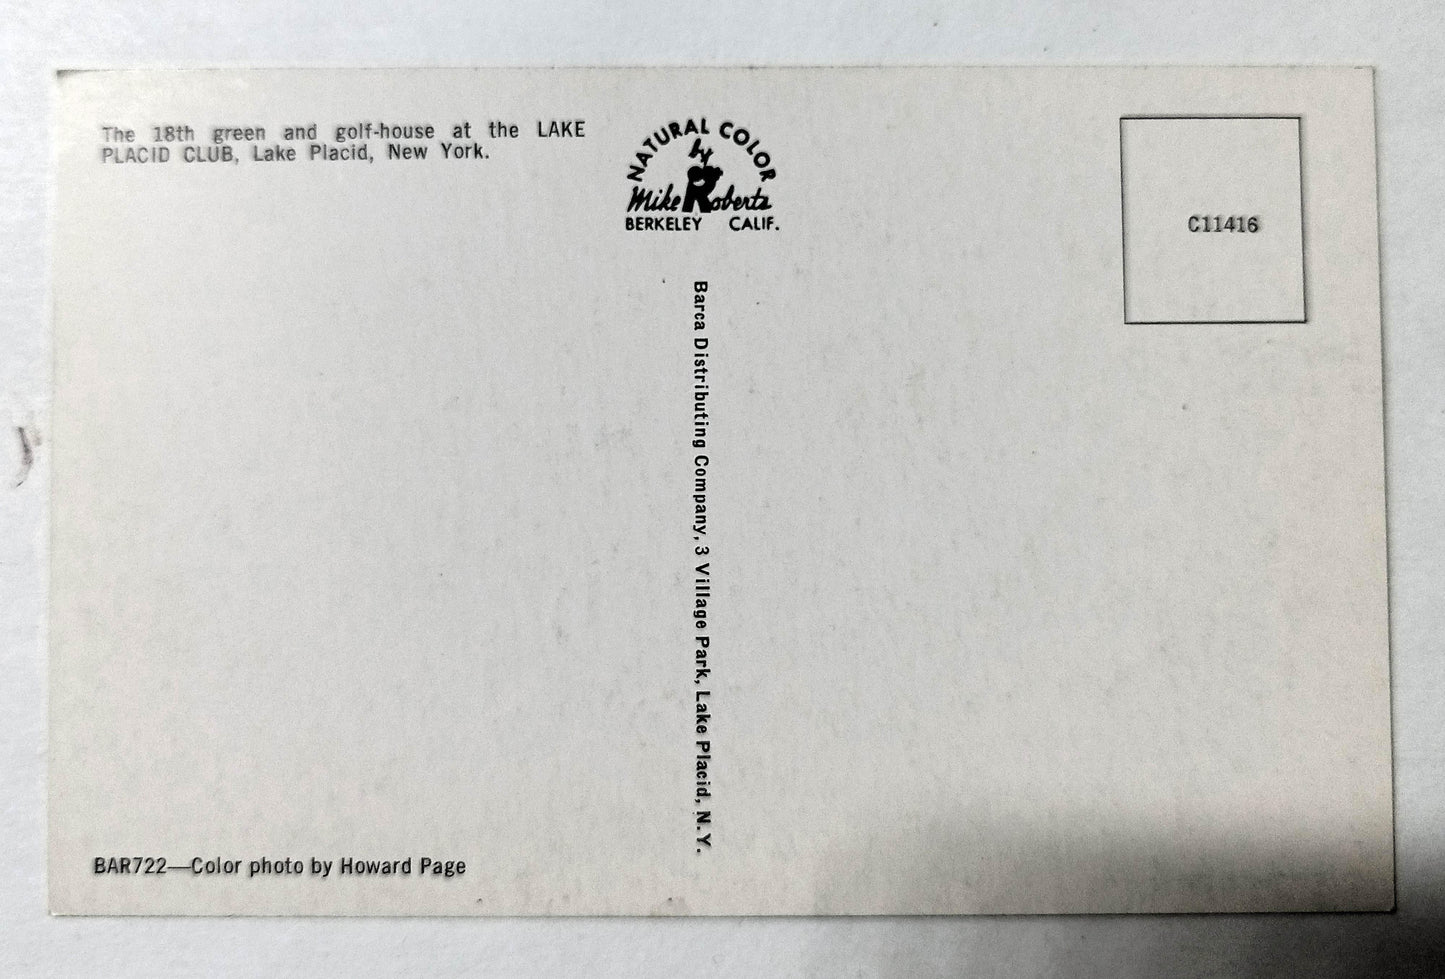 The 18th green and golf-house at the LAKE
PLACID CLUB, Lake Placid, New York.
NATURAL COLOR
by
Mike Roberts
BERKELEY CALIF.
C11416
Barca Distributing Company, 3 Village Park, Lake Placid, N.Y.
BAR722—Color photo by Howard Page